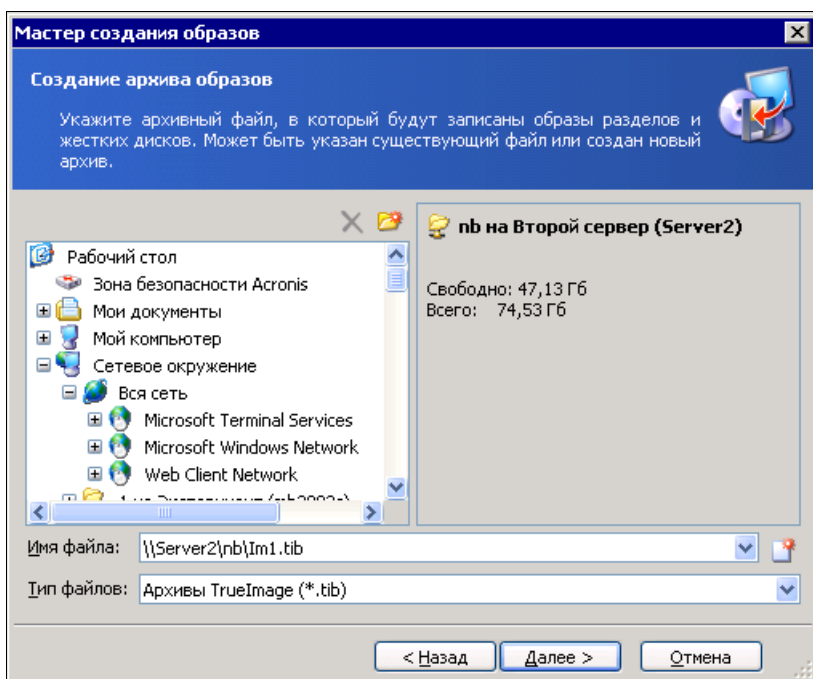 Мастер создания образов
Создание архива образов
Укажите архивный файл, в который будут записаны образы разделов и
жестких дисков. Может быть указан существующий файл или создан новый
архив.
Рабочий стол
Зона безопасности Acronis
Мои документы
Мой компьютер
Сетевое окружение
Вся сеть
Microsoft Terminal Services
Microsoft Windows Network
Web Client Network
nb на Второй сервер (Server2)
Свободно: 47,13 Гб
Всего: 74,53 Гб
Имя файла: \\Server2\nb\Im1.tib
Тип файлов: Архивы TrueImage (*.tib)
< Назад
Далее >
Отмена